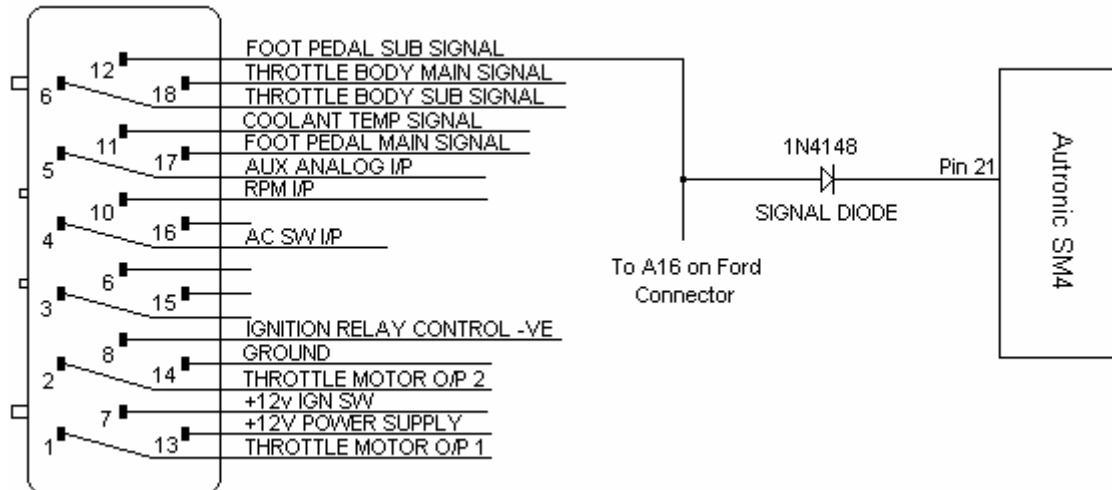 FOOT PEDAL SUB SIGNAL
12
THROTTLE BODY MAIN SIGNAL
6
18
THROTTLE BODY SUB SIGNAL
COOLANT TEMP SIGNAL
11
FOOT PEDAL MAIN SIGNAL
5
17
AUX ANALOG I/P
RPM I/P
10
4
16
AC SW I/P
6
3
15
IGNITION RELAY CONTROL -VE
8
GROUND
2
14
THROTTLE MOTOR O/P 2
+12v IGN SW
7
+12V POWER SUPPLY
1
13
THROTTLE MOTOR O/P 1
1N4148
SIGNAL DIODE
Pin 21
To A16 on Ford
Connector
Autronic SM4